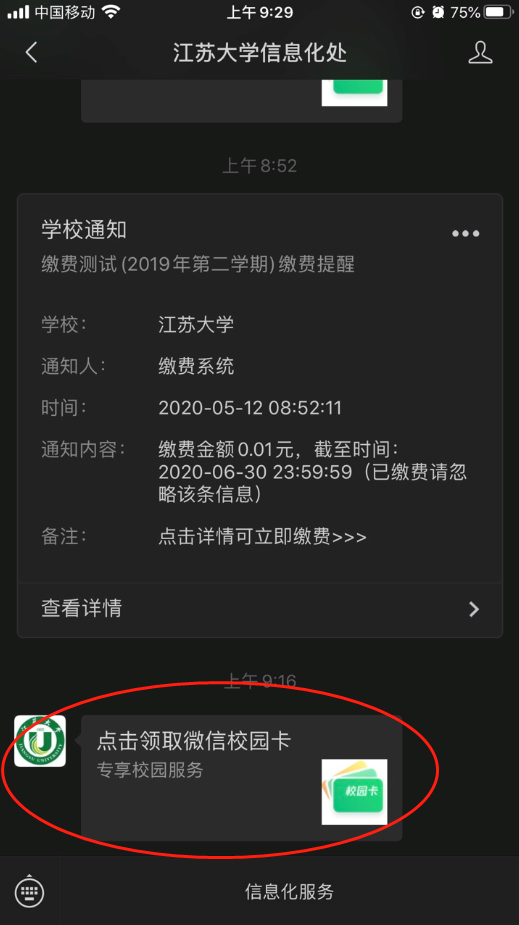 中国移动 上午9:29 75%
江苏大学信息化处
上午8:52
学校通知
缴费测试(2019年第二学期)缴费提醒
学校： 江苏大学
通知人： 缴费系统
时间： 2020-05-12 08:52:11
通知内容： 缴费金额0.01元，截至时间：
2020-06-30 23:59:59（已缴费请忽
略该条信息）
备注： 点击详情可立即缴费>>>
查看详情
上午9:16
点击领取微信校园卡
专享校园服务
校园卡
信息化服务